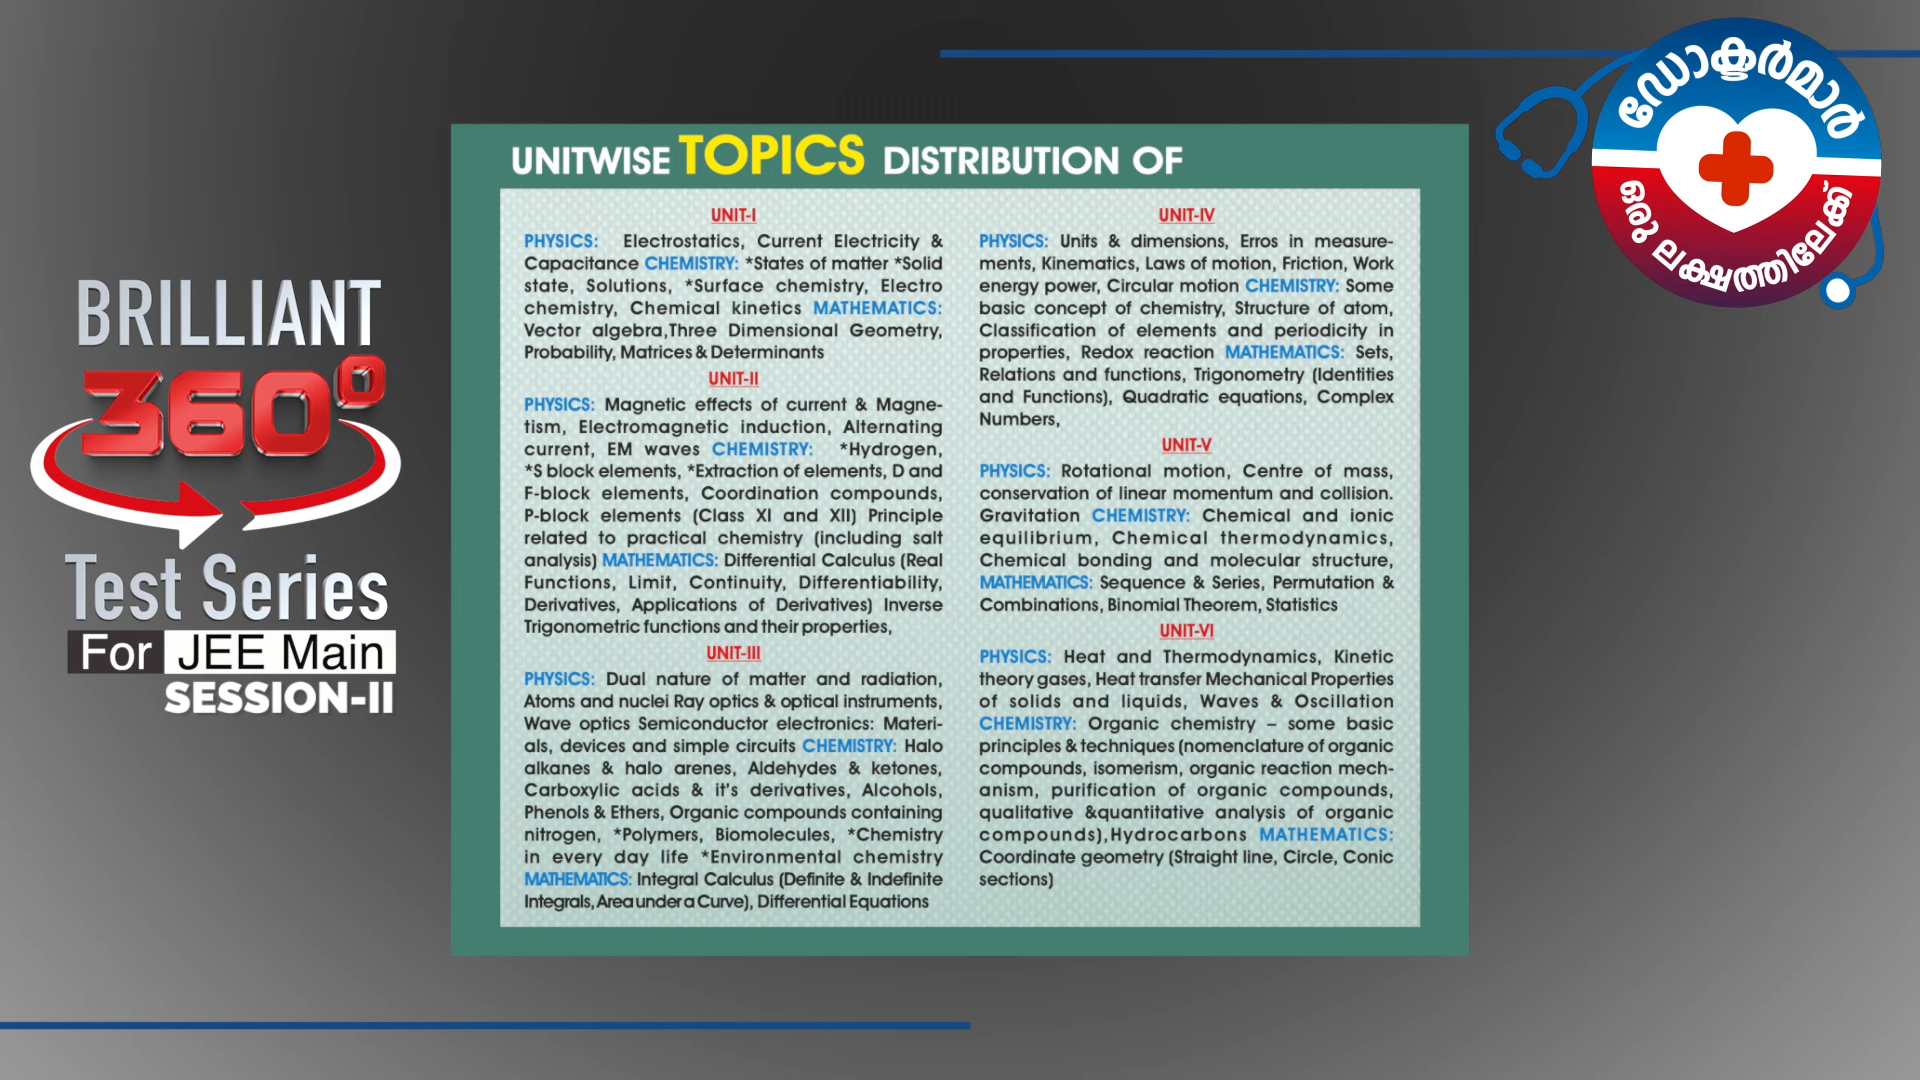 BRILLIANT
360°
Test Series
For JEE Main
SESSION-II
UNITWISE TOPICS DISTRIBUTION OF
UNIT-I
PHYSICS: Electrostatics, Current Electricity &
Capacitance CHEMISTRY: *States of matter *Solid
state, Solutions, *Surface chemistry, Electro
chemistry, Chemical kinetics MATHEMATICS:
Vector algebra,Three Dimensional Geometry,
Probability, Matrices & Determinants
UNIT-II
PHYSICS: Magnetic effects of current & Magne-
tism, Electromagnetic induction, Alternating
current, EM waves CHEMISTRY: *Hydrogen,
*S block elements, *Extraction of elements, D and
F-block elements, Coordination compounds,
P-block elements (Class XI and XII) Principle
related to practical chemistry (including salt
analysis) MATHEMATICS: Differential Calculus (Real
Functions, Limit, Continuity, Differentiability,
Derivatives, Applications of Derivatives) Inverse
Trigonometric functions and their properties,
UNIT-III
PHYSICS: Dual nature of matter and radiation,
Atoms and nuclei Ray optics & optical instruments,
Wave optics Semiconductor electronics: Materi-
als, devices and simple circuits CHEMISTRY: Halo
alkanes & halo arenes, Aldehydes & ketones,
Carboxylic acids & it's derivatives, Alcohols,
Phenols & Ethers, Organic compounds containing
nitrogen, *Polymers, Biomolecules, *Chemistry
in every day life *Environmental chemistry
MATHEMATICS: Integral Calculus (Definite & Indefinite
Integrals, Area under a Curve), Differential Equations
UNIT-IV
PHYSICS: Units & dimensions, Erros in measure-
ments, Kinematics, Laws of motion, Friction, Work
energy power, Circular motion CHEMISTRY: Some
basic concept of chemistry, Structure of atom,
Classification of elements and periodicity in
properties, Redox reaction MATHEMATICS: Sets,
Relations and functions, Trigonometry (Identities
and Functions), Quadratic equations, Complex
Numbers,
UNIT-V
PHYSICS: Rotational motion, Centre of mass,
conservation of linear momentum and collision.
Gravitation CHEMISTRY: Chemical and ionic
equilibrium, Chemical thermodynamics,
Chemical bonding and molecular structure,
MATHEMATICS: Sequence & Series, Permutation &
Combinations, Binomial Theorem, Statistics
UNIT-VI
PHYSICS: Heat and Thermodynamics, Kinetic
theory gases, Heat transfer Mechanical Properties
of solids and liquids, Waves & Oscillation
CHEMISTRY: Organic chemistry – some basic
principles & techniques (nomenclature of organic
compounds, isomerism, organic reaction mech-
anism, purification of organic compounds,
qualitative &quantitative analysis of organic
compounds),Hydrocarbons MATHEMATICS:
Coordinate geometry (Straight line, Circle, Conic
sections)
ഡോക്ടർമാർ
ഒരു ലക്ഷത്തിലേക്ക്